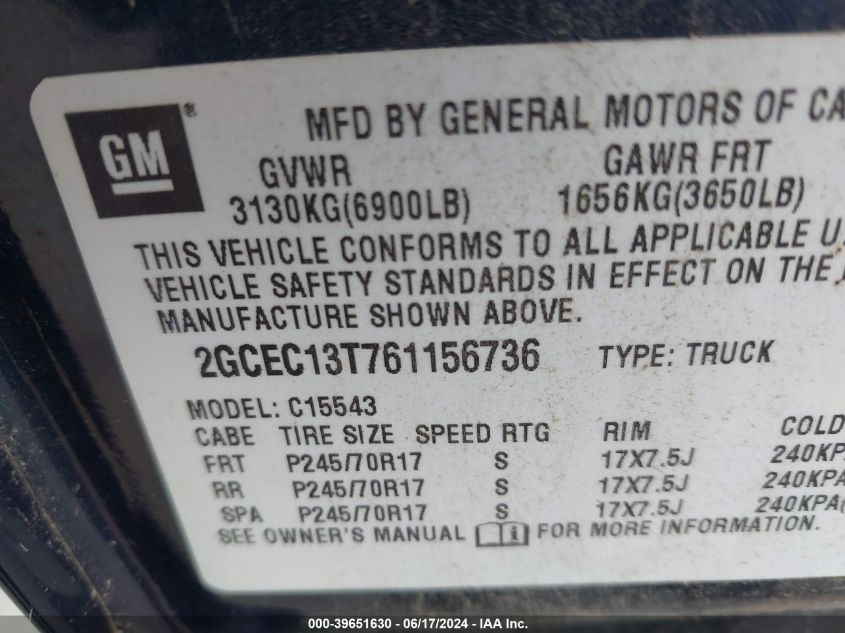 GM®
MFD BY GENERAL MOTORS OF
GVWR GAWR FRT
3130KG(6900LB) 1656KG(3650LB)
THIS VEHICLE CONFORMS TO ALL APPLICABLE
VEHICLE SAFETY STANDARDS IN EFFECT ON THE
MANUFACTURE SHOWN ABOVE.
2GCEC13T761156736 TYPE: TRUCK
MODEL: C15543
CABE TIRE SIZE SPEED RTG RIM COLD
FRT P245/70R17 S 17X7.5J 240KP
RR P245/70R17 S 17X7.5J 240KPA
SPA P245/70R17 S 17X7.5J 240KPA(
SEE OWNER'S MANUAL i FOR MORE INFORMATION.
000-39651630 - 06/17/2024 - IAA Inc.